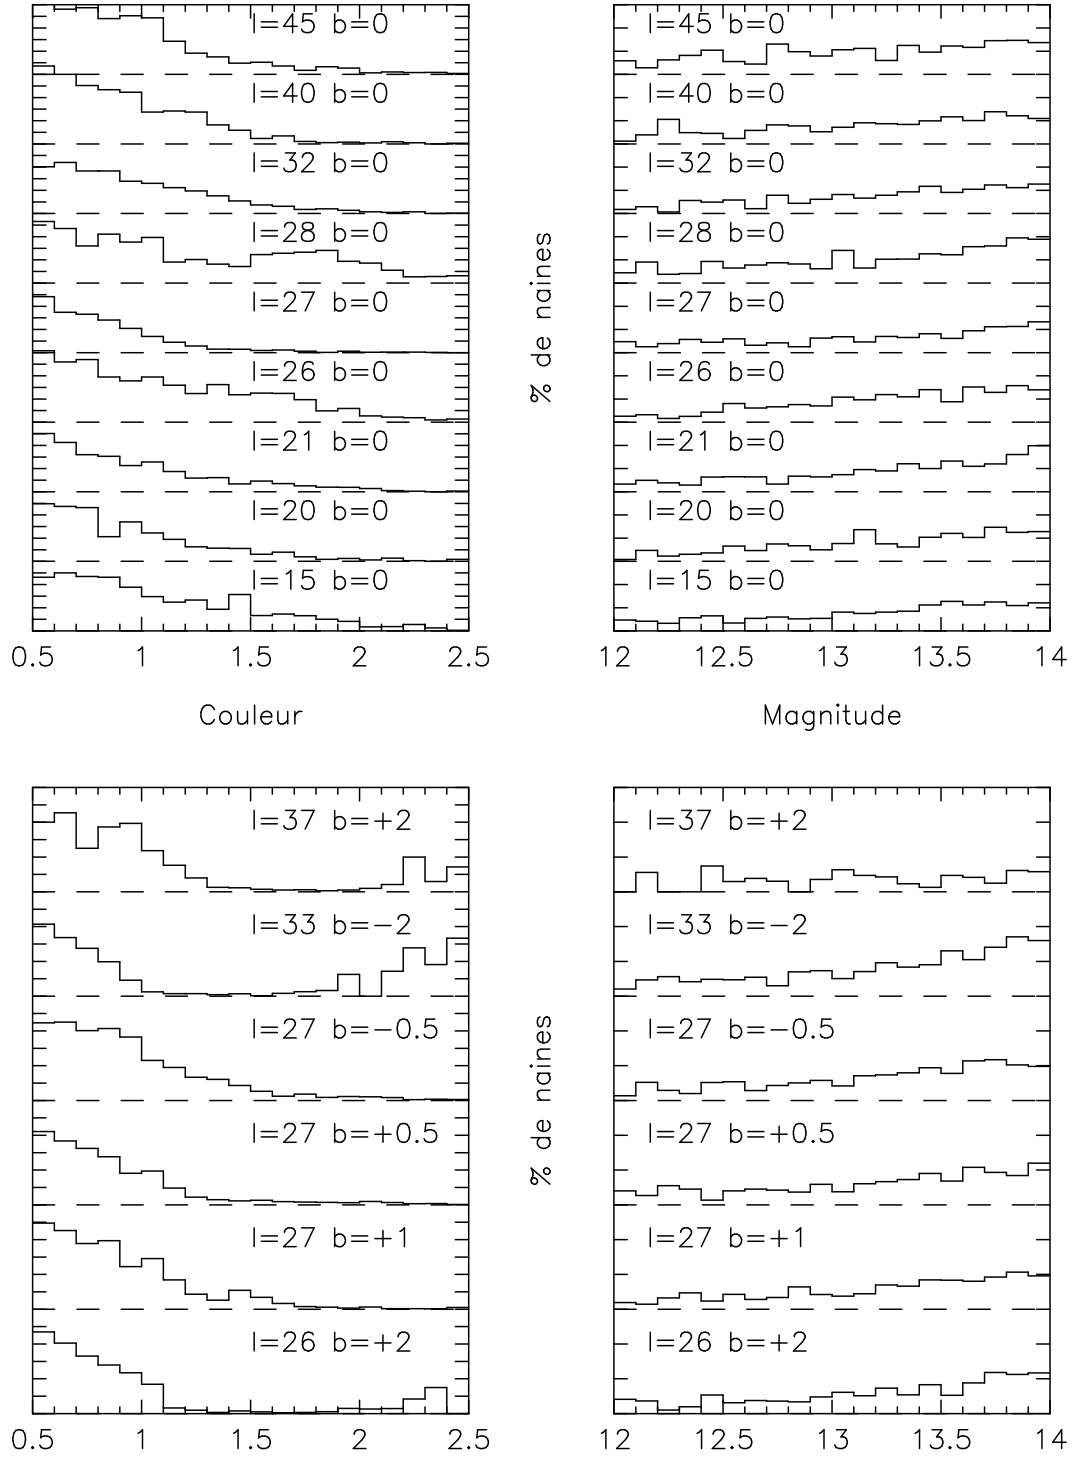 l=45 b=0
l=40 b=0
l=32 b=0
l=28 b=0
l=27 b=0
l=26 b=0
l=21 b=0
l=20 b=0
l=15 b=0
0.5 1 1.5 2 2.5
Couleur
% de naines
l=45 b=0
l=40 b=0
l=32 b=0
l=28 b=0
l=27 b=0
l=26 b=0
l=21 b=0
l=20 b=0
l=15 b=0
12 12.5 13 13.5 14
Magnitude
l=37 b=+2
l=33 b=−2
l=27 b=−0.5
l=27 b=+0.5
l=27 b=+1
l=26 b=+2
0.5 1 1.5 2 2.5
% de naines
l=37 b=+2
l=33 b=−2
l=27 b=−0.5
l=27 b=+0.5
l=27 b=+1
l=26 b=+2
12 12.5 13 13.5 14